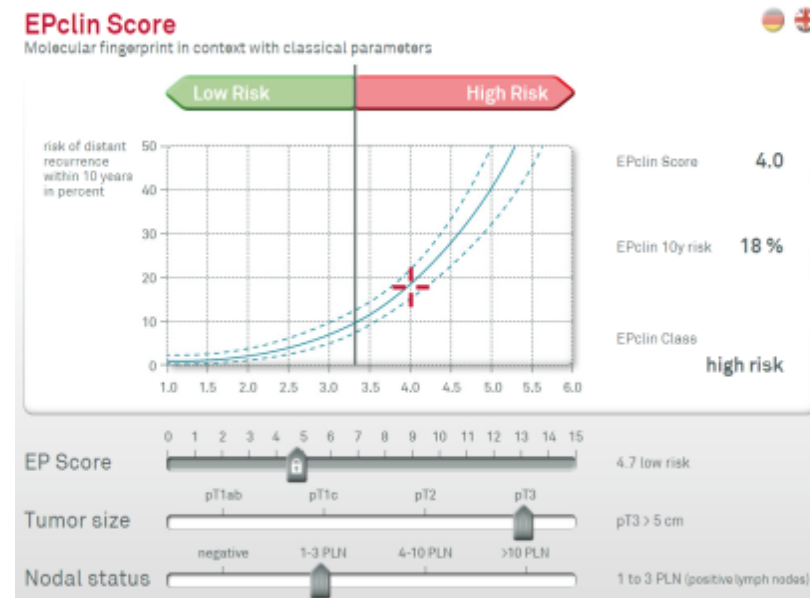 EPclin Score
Molecular fingerprint in context with classical parameters
Low Risk
High Risk
risk of distant
recurrence
within 10 years
in percent
50
40
30
20
10
0
1.0 1.5 2.0 2.5 3.0 3.5 4.0 4.5 5.0 5.5 6.0
EPclin Score 4.0
EPclin 10y risk 18 %
EPclin Class
high risk
0 1 2 3 4 5 6 7 8 9 10 11 12 13 14 15
EP Score
4.7 low risk
pT1ab pT1c pT2 pT3
Tumor size
pT3 > 5 cm
negative 1-3 PLN 4-10 PLN >10 PLN
Nodal status
1 to 3 PLN (positive lymph nodes)